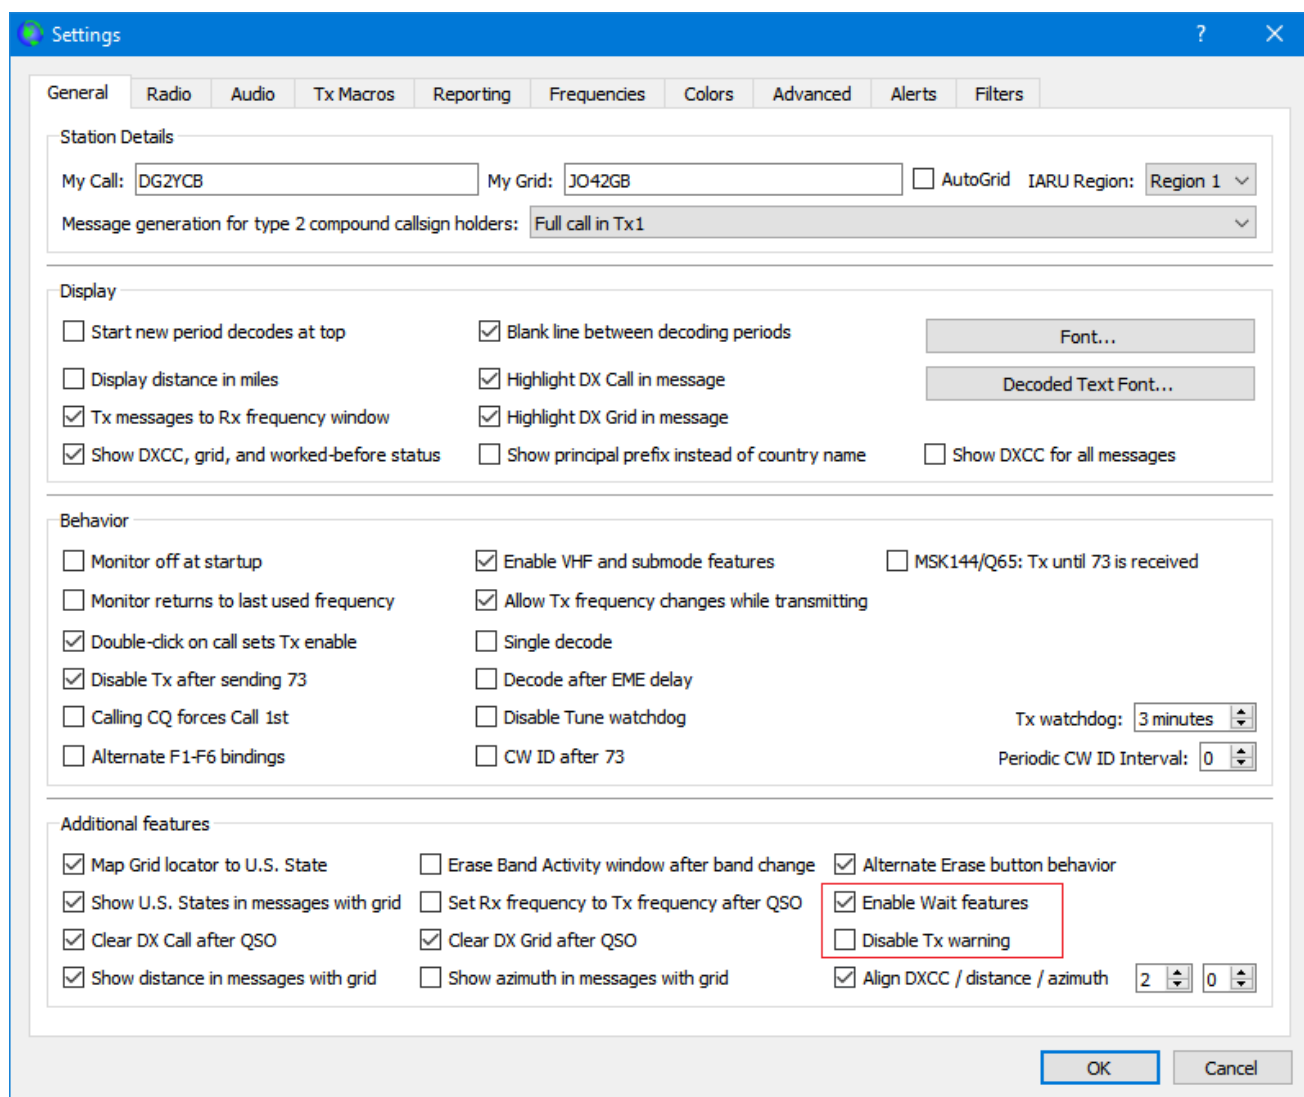 Settings
General Radio Audio Tx Macros Reporting Frequencies Colors Advanced Alerts Filters
Station Details
My Call: DG2YCB My Grid: JO42GB AutoGrid IARU Region: Region 1
Message generation for type 2 compound callsign holders: Full call in Tx1
Display
Start new period decodes at top Blank line between decoding periods Font...
Display distance in miles Highlight DX Call in message Decoded Text Font...
Tx messages to Rx frequency window Highlight DX Grid in message
Show DXCC, grid, and worked-before status Show principal prefix instead of country name Show DXCC for all messages
Behavior
Monitor off at startup Enable VHF and submode features MSK144/Q65: Tx until 73 is received
Monitor returns to last used frequency Allow Tx frequency changes while transmitting
Double-click on call sets Tx enable Single decode
Disable Tx after sending 73 Decode after EME delay
Calling CQ forces Call 1st Disable Tune watchdog Tx watchdog: 3 minutes
Alternate F1-F6 bindings CW ID after 73 Periodic CW ID Interval: 0
Additional features
Map Grid locator to U.S. State Erase Band Activity window after band change Alternate Erase button behavior
Show U.S. States in messages with grid Set Rx frequency to Tx frequency after QSO Enable Wait features
Clear DX Call after QSO Clear DX Grid after QSO Disable Tx warning
Show distance in messages with grid Show azimuth in messages with grid Align DXCC / distance / azimuth 2 0
OK Cancel